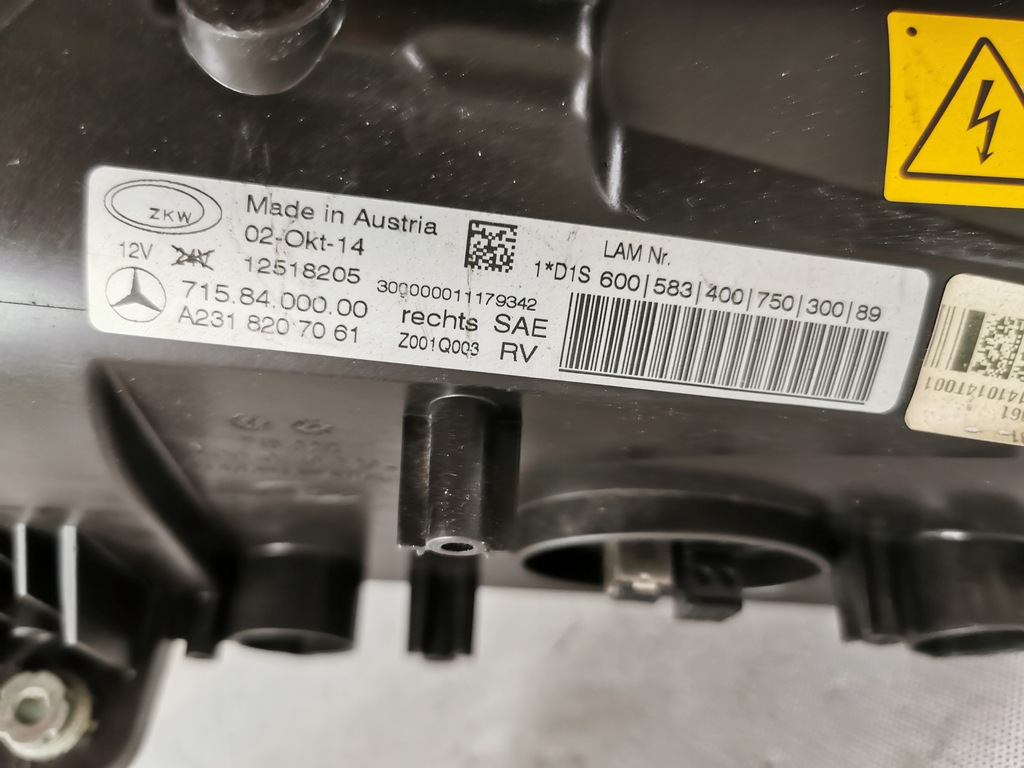 ZKW
Made in Austria
02-Okt-14
12V 24V 12518205
300000011179342
715.84.000.00
rechts SAE
A231 820 70 61
Z001Q003 RV
LAM Nr.
1*D1S 600|583|400|750|300|89
141014T001